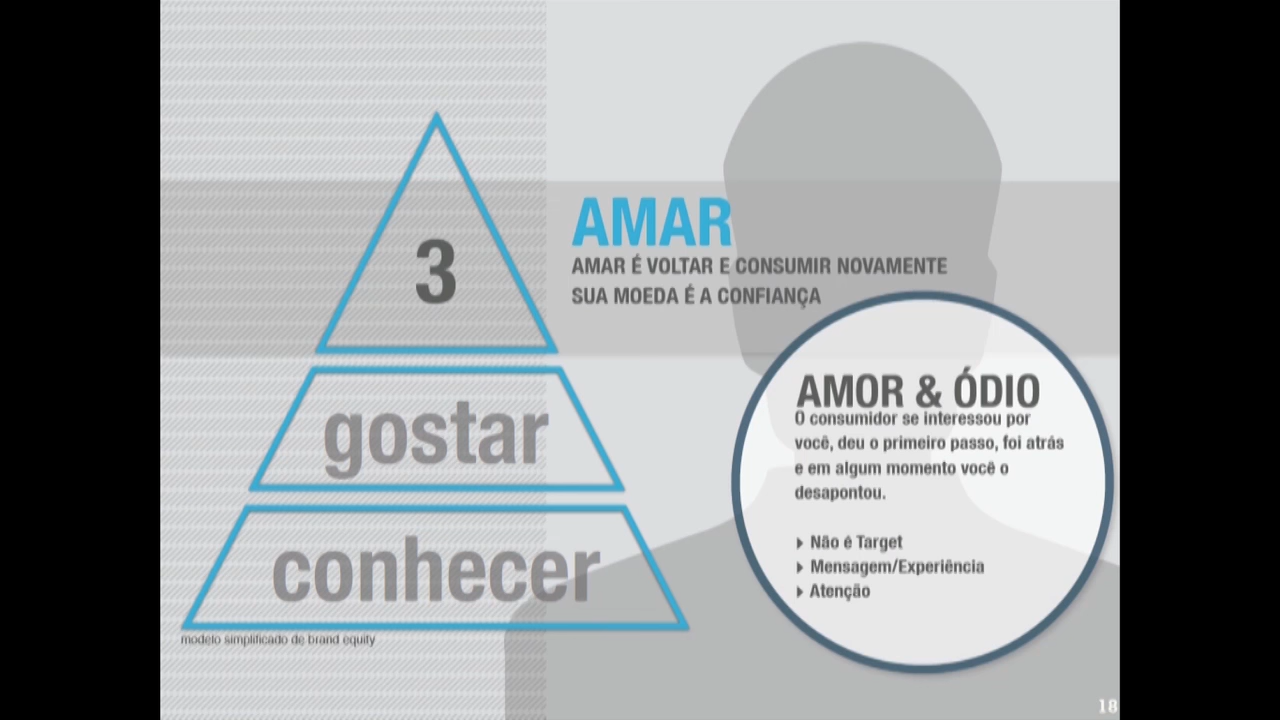 3
AMAR
AMAR É VOLTAR E CONSUMIR NOVAMENTE
SUA MOEDA É A CONFIANÇA
gostar
conhecer
modelo simplificado de brand equity
AMOR & ÓDIO
O consumidor se interessou por
você, deu o primeiro passo, foi atrás
e em algum momento você o
desapontou.
Não é Target
Mensagem/Experiência
Atenção
18